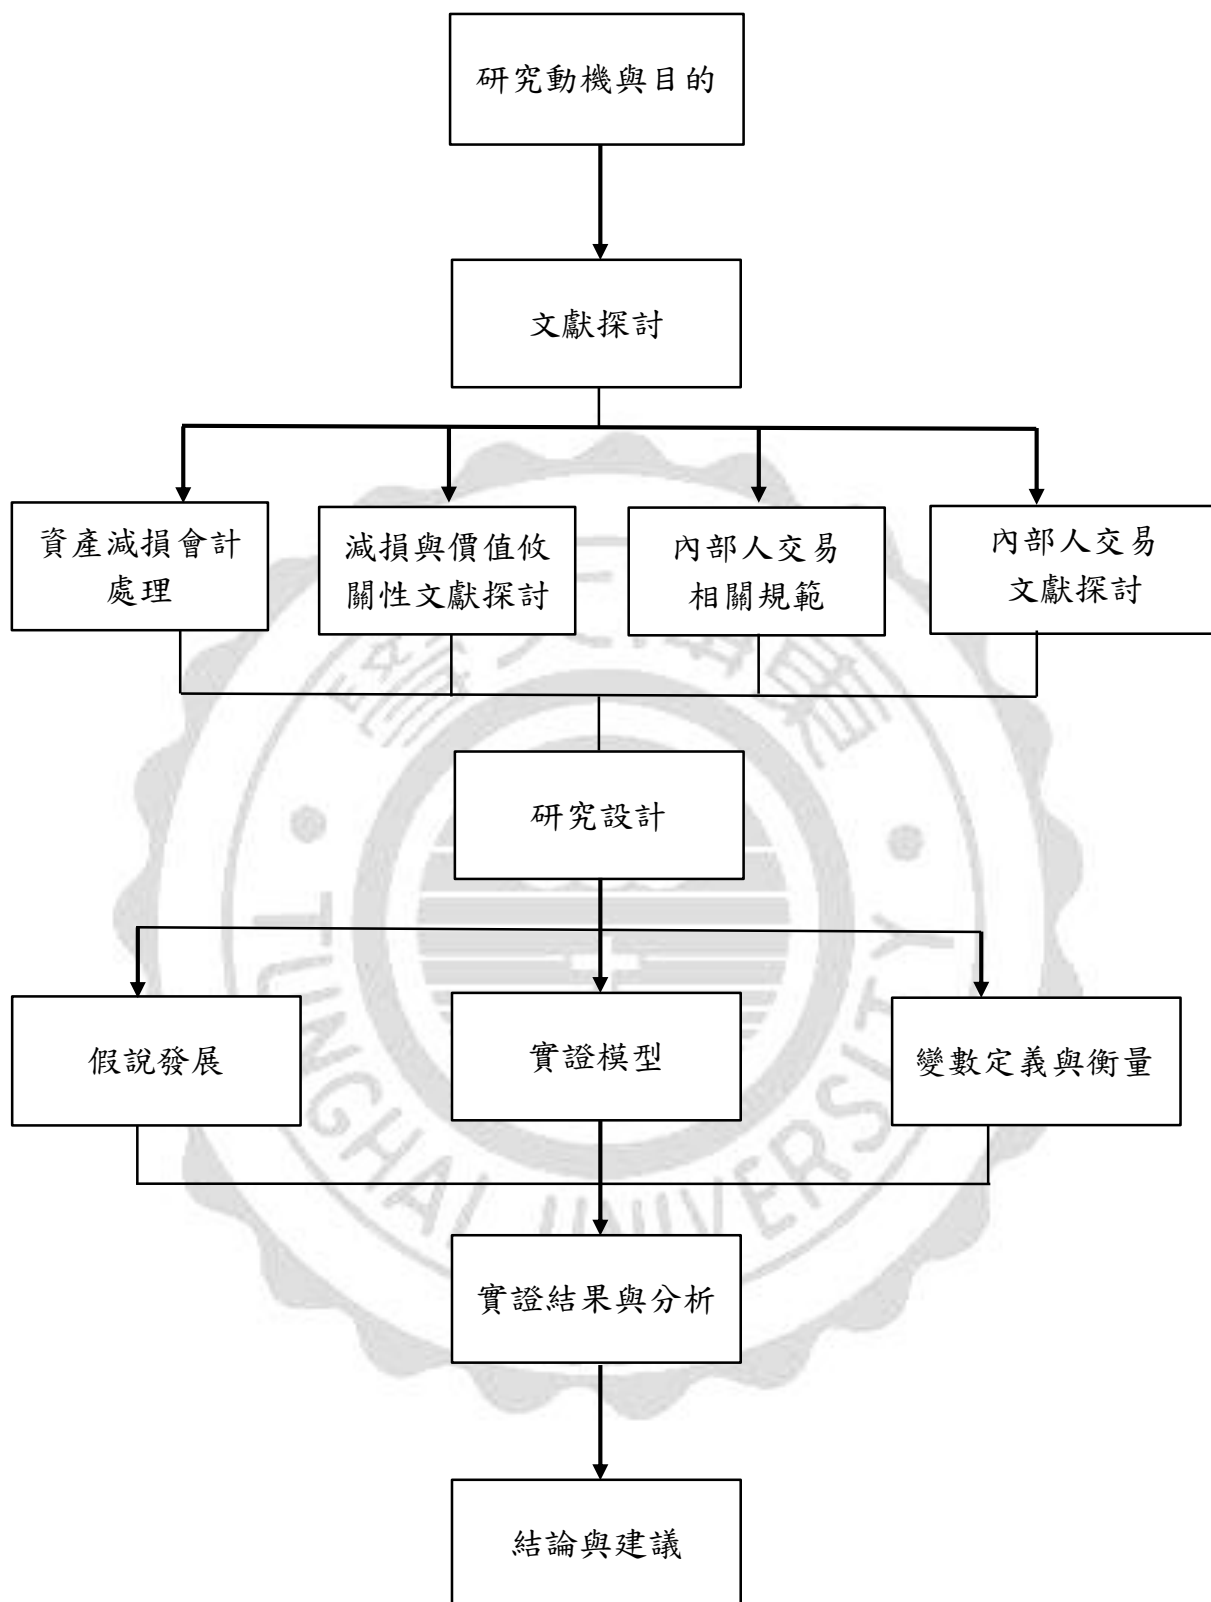 研究動機與目的
文獻探討
資產減損會計
處理
減損與價值攸
關性文獻探討
內部人交易
相關規範
內部人交易
文獻探討
研究設計
假說發展
實證模型
變數定義與衡量
TUNGHAI UNIVERSITY
實證結果與分析
結論與建議